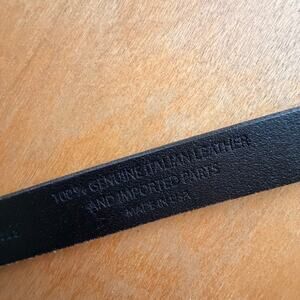 100% GENUINE ITALIAN LEATHER
AND IMPORTED PARTS
MADE IN USA